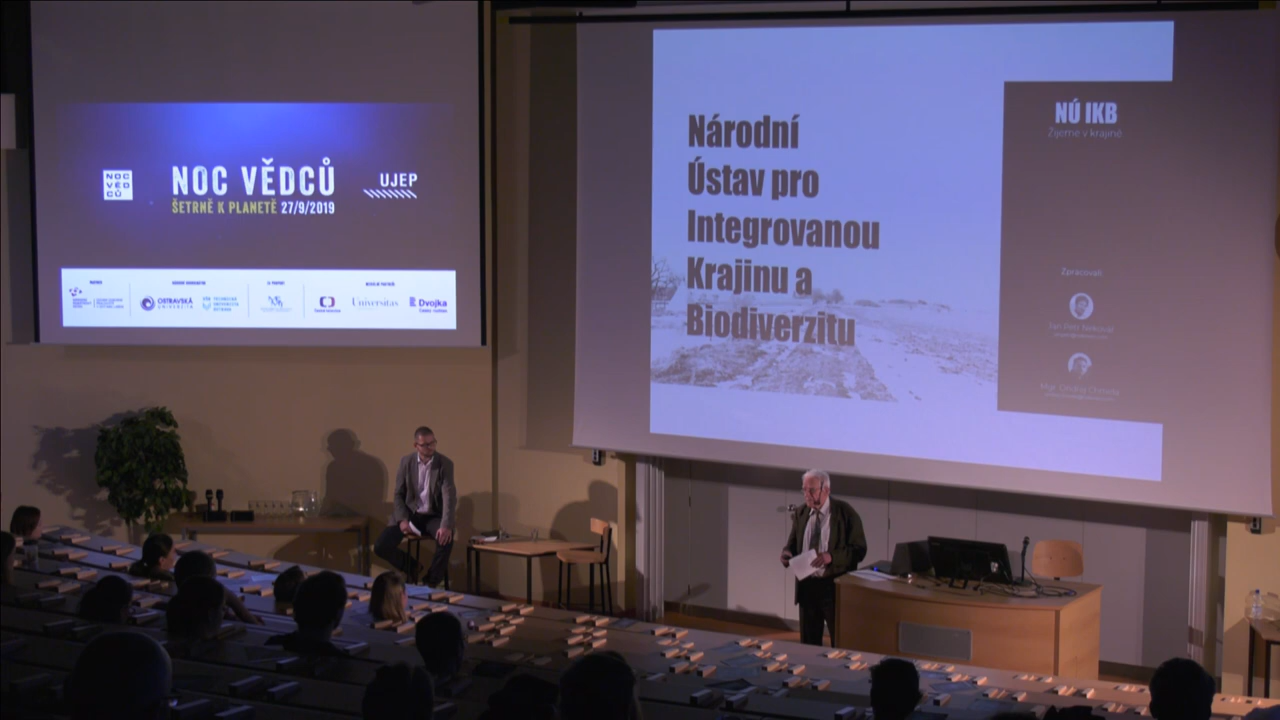 NOC
VĚD
CŮ
NOC VĚDCŮ
ŠETRNĚ K PLANETĚ 27/9/2019
UJEP
OSTRAVSKÁ
UNIVERZITA
Universitas
Dvojka
Národní
Ústav pro
Integrovanou
Krajinu a
Biodiverzitu
NÚ IKB
Žijeme v krajině
Zpracovali